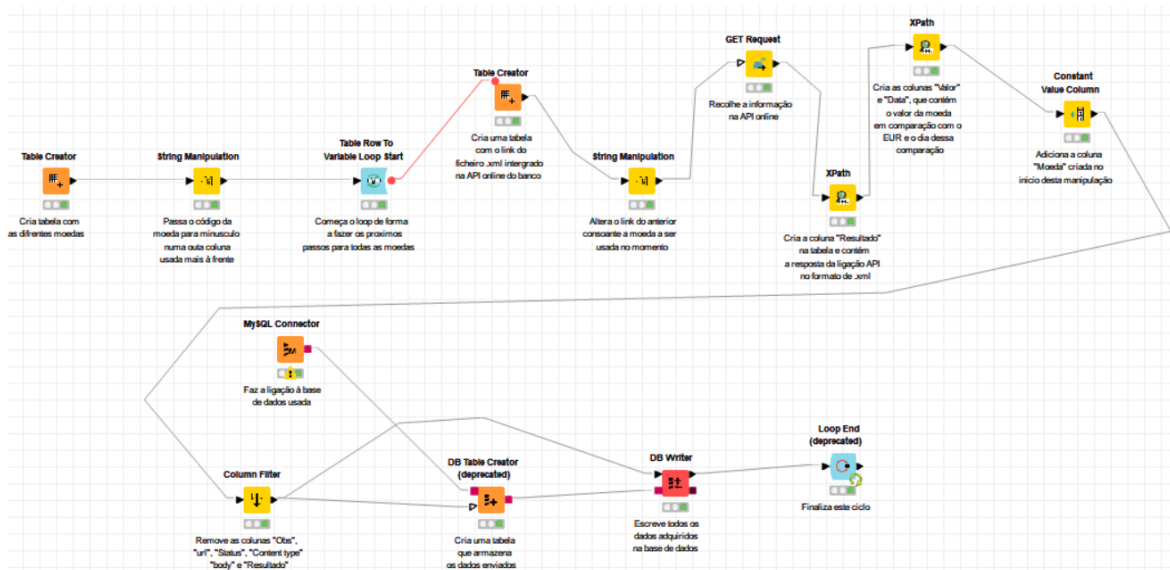 Table Creator
Cria tabela com
as difrentes moedas
String Manipulation
Passa o código da
moeda para minusculo
numa outa coluna
usada mais à frente
Table Row To
Variable Loop Start
Começa o loop de forma
a fazer os proximos
passos para todas as moedas
Table Creator
Cria uma tabela
com o link do
ficheiro .xml intergrado
na API online do banco
String Manipulation
Altera o link do anterior
consoante a moeda a ser
usada no momento
GET Request
Recolhe a informação
na API online
XPath
Cria a coluna "Resultado"
na tabela e contém
a resposta da ligação API
no formato de .xml
XPath
Cria as colunas "Valor"
e "Data", que contém
o valor da moeda
em comparação com o
EUR e o dia dessa
comparação
Constant
Value Column
Adiciona a coluna
"Moeda" criada no
inicio desta manipulação
MySQL Connector
Faz a ligação à base
de dados usada
Column Filter
Remove as colunas "Obs",
"url", "Status", "Content type"
"body" e "Resultado"
DB Table Creator
(deprecated)
Cria uma tabela
que armazena
os dados enviados
DB Writer
Escreve todos os
dados adquiridos
na base de dados
Loop End
(deprecated)
Finaliza este ciclo